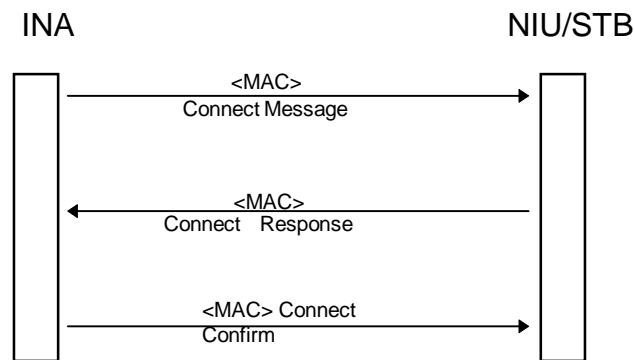 INA NIU/STB
<MAC>
Connect Message
<MAC>
Connect Response
<MAC> Connect
Confirm